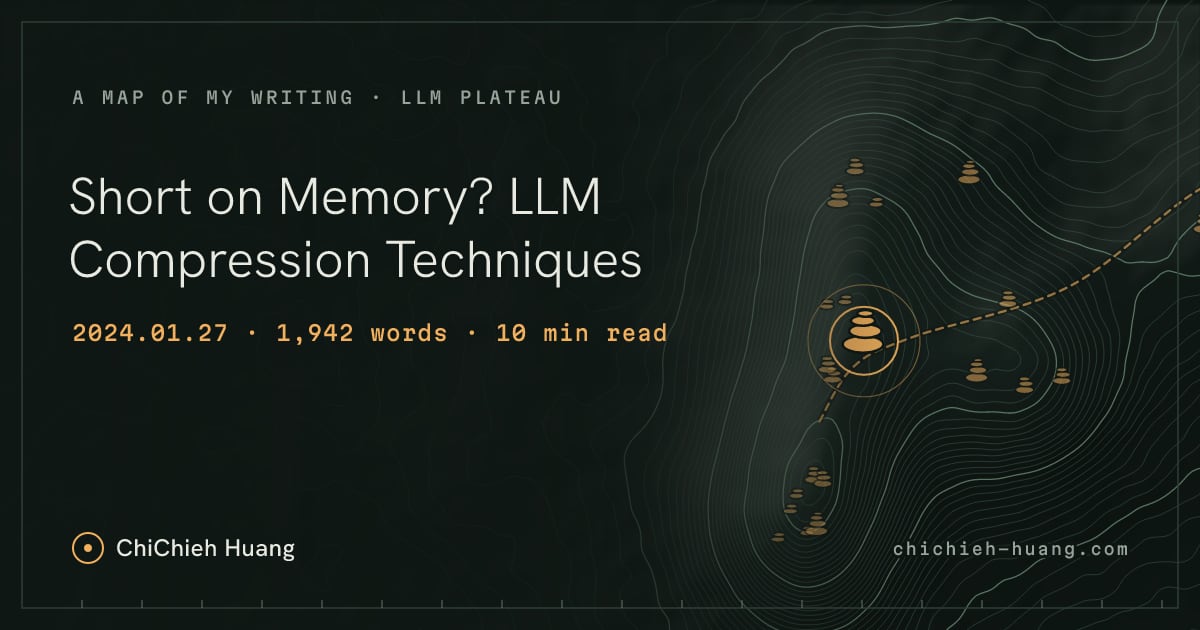 A MAP OF MY WRITING · LLM PLATEAU
Short on Memory? LLM
Compression Techniques
2024.01.27 · 1,942 words · 10 min read
ChiChieh Huang
chichieh-huang.com